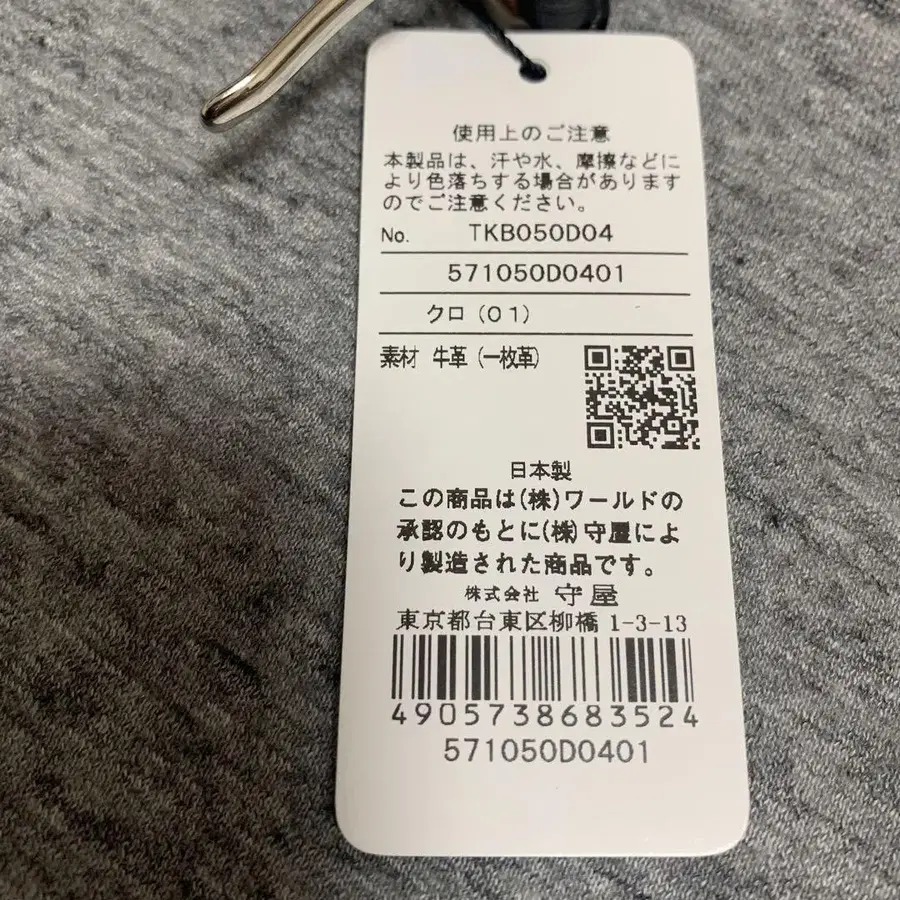 使用上のご注意
本製品は、汗や水、摩擦などに
より色落ちする場合があります
のでご注意ください。
No. TKB050D04
571050D0401
クロ（01）
素材 牛革（一枚革）
日本製
この商品は(株)ワールドの
承認のもとに(株)守屋によ
り製造された商品です。
株式会社 守屋
東京都台東区柳橋 1-3-13
4905738683524
571050D0401